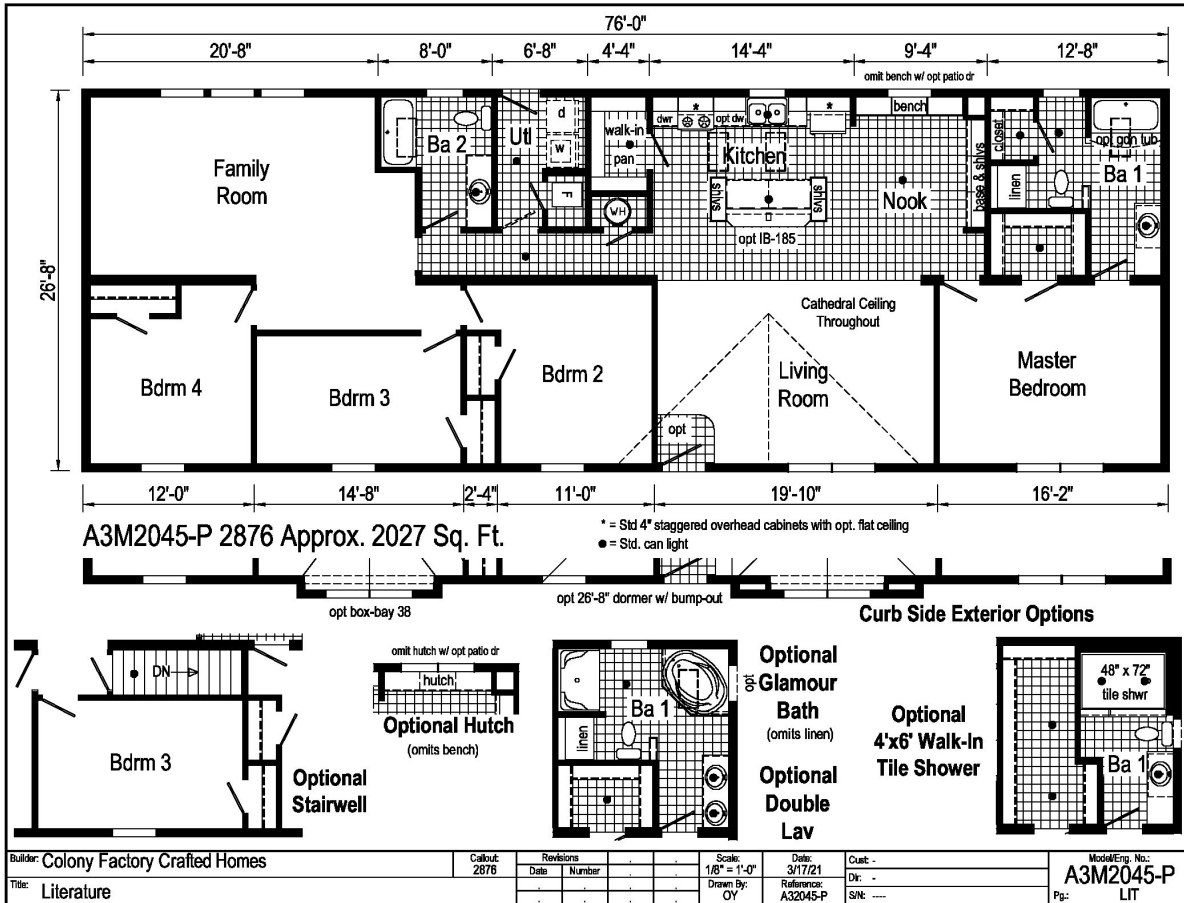 76'-0"
20'-8" 8'-0" 6'-8" 4'-4" 14'-4" 9'-4" 12'-8"
omit bench w/ opt patio dr
26'-8"
Family
Room
Ba 2
Utl
d
w
F
walk-in
pan
WH
dwr
opt dw
*
*
Kitchen
shlvs
shlvs
opt IB-185
bench
Nook
base & shlvs
closet
linen
opt gdn tub
Ba 1
Bdrm 4
Bdrm 3
Bdrm 2
Cathedral Ceiling
Throughout
Living
Room
opt
Master
Bedroom
12'-0" 14'-8" 2'-4" 11'-0" 19'-10" 16'-2"
A3M2045-P 2876 Approx. 2027 Sq. Ft.
* = Std 4" staggered overhead cabinets with opt. flat ceiling
● = Std. can light
opt box-bay 38
opt 26'-8" dormer w/ bump-out
Curb Side Exterior Options
DN
Bdrm 3
Optional
Stairwell
omit hutch w/ opt patio dr
hutch
Optional Hutch
(omits bench)
linen
Ba 1
opt
Optional
Glamour
Bath
(omits linen)
Optional
Double
Lav
Optional
4'x6' Walk-In
Tile Shower
48" x 72"
tile shwr
Ba 1
Builder: Colony Factory Crafted Homes
Title: Literature
Callout:
2876
Revisions
Date Number
Scale:
1/8" = 1'-0"
Drawn By:
OY
Date:
3/17/21
Reference:
A32045-P
Cust: -
Dlr: -
S/N: ----
Model/Eng. No.:
A3M2045-P
Pg.: LIT